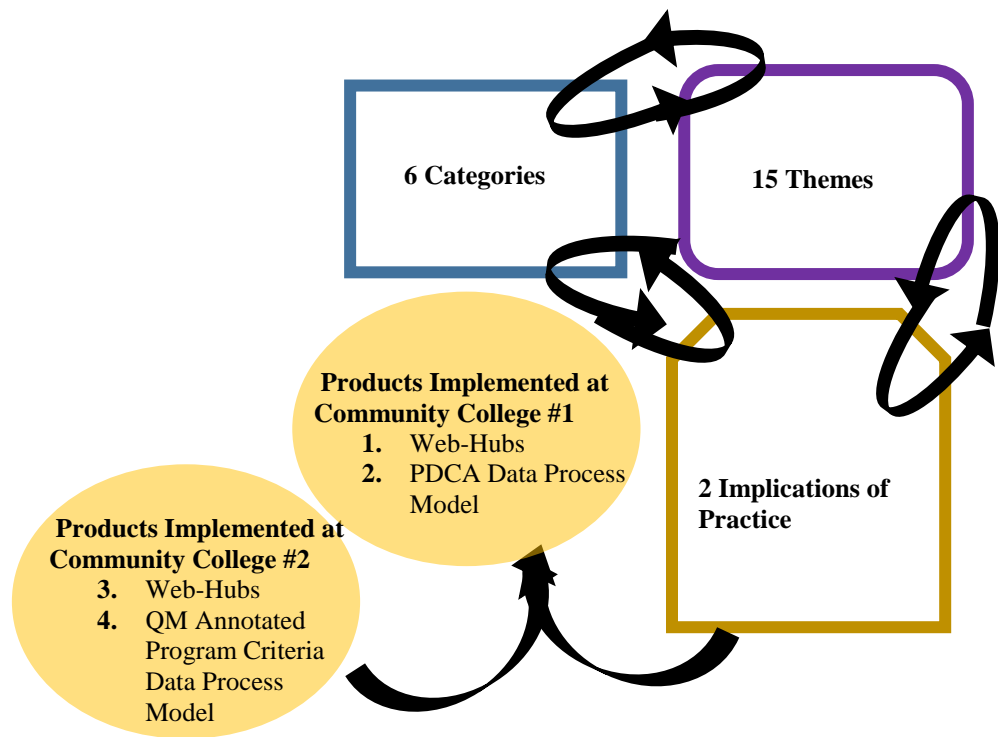 6 Categories
15 Themes
Products Implemented at
Community College #1
1. Web-Hubs
2. PDCA Data Process
Model
2 Implications of
Practice
Products Implemented at
Community College #2
3. Web-Hubs
4. QM Annotated
Program Criteria
Data Process
Model